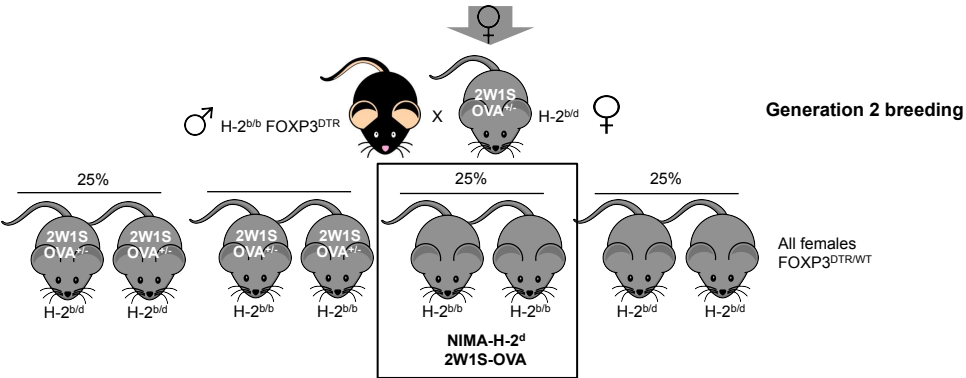 ♀
2W1S
OVA+/-
♂ H-2b/b FOXP3DTR
X
H-2b/d ♀
Generation 2 breeding
25%
25%
25%
2W1S
OVA+/-
2W1S
OVA+/-
2W1S
OVA+/-
2W1S
OVA+/-
All females
FOXP3DTR/WT
H-2b/d
H-2b/d
H-2b/b
H-2b/b
H-2b/b
H-2b/b
H-2b/d
H-2b/d
NIMA-H-2d
2W1S-OVA